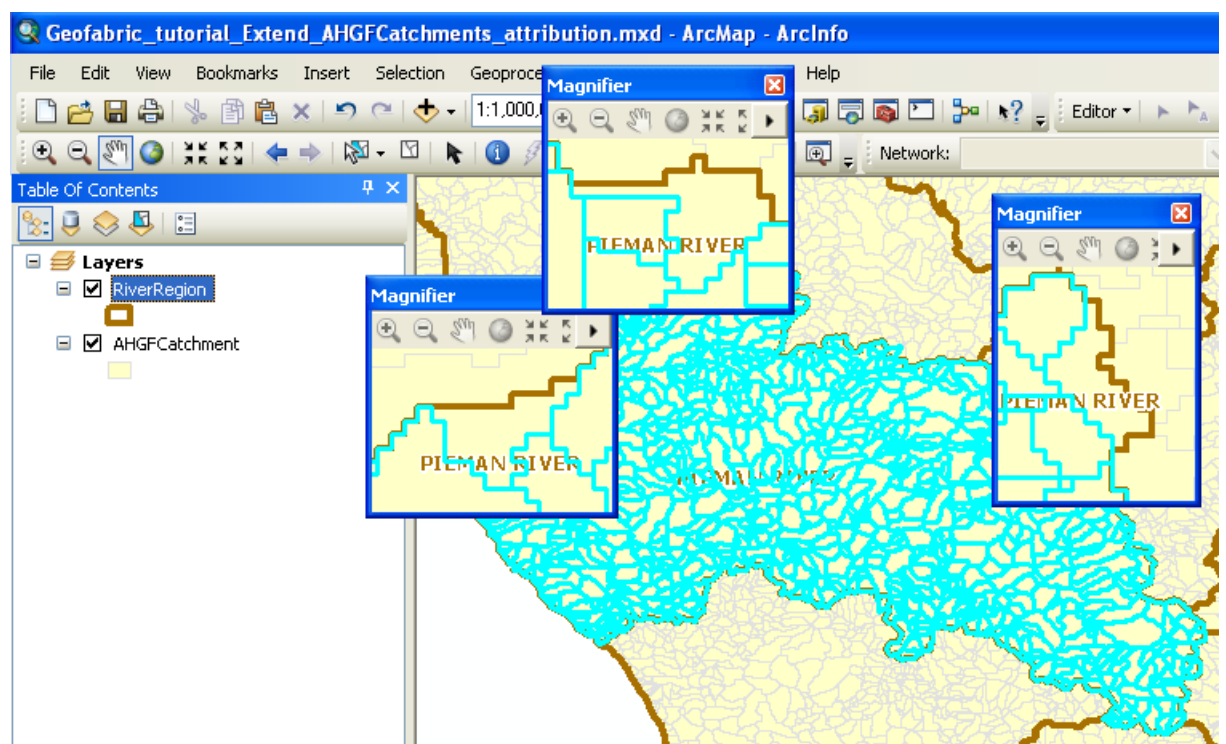 Geofabric_tutorial_Extend_AHGFCatchments_attribution.mxd - ArcMap - ArcInfo
File Edit View Bookmarks Insert Selection Help
Magnifier
Editor
Network:
Table Of Contents
Layers
RiverRegion
AHGFCatchment
PIEMAN RIVER
Magnifier
PIEMAN RIVER
Magnifier
PIEMAN RIVER
PIEMAN RIVER